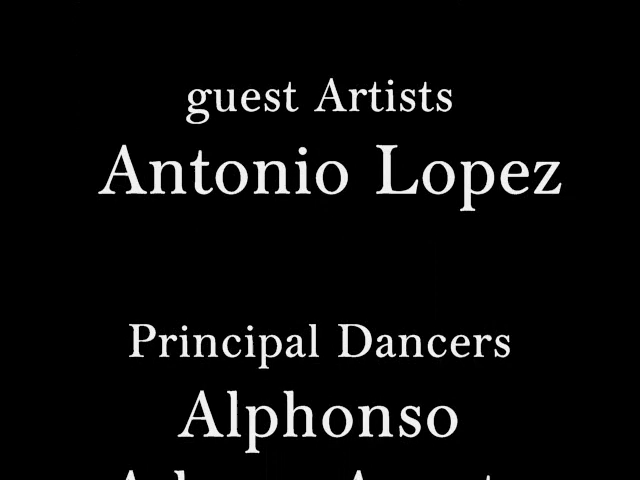 guest Artists
Antonio Lopez
Principal Dancers
Alphonso